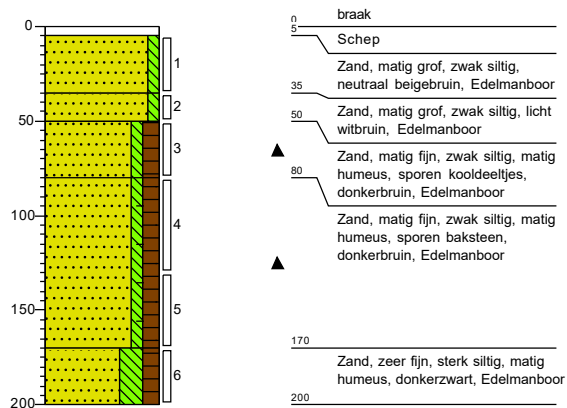 0
50
100
150
200
1
2
3
4
5
6
0
braak
5
Schep
Zand, matig grof, zwak siltig,
neutraal beigebruin, Edelmanboor
35
Zand, matig grof, zwak siltig, licht
witbruin, Edelmanboor
50
Zand, matig fijn, zwak siltig, matig
humeus, sporen kooldeeltjes,
donkerbruin, Edelmanboor
80
Zand, matig fijn, zwak siltig, matig
humeus, sporen baksteen,
donkerbruin, Edelmanboor
170
Zand, zeer fijn, sterk siltig, matig
humeus, donkerzwart, Edelmanboor
200